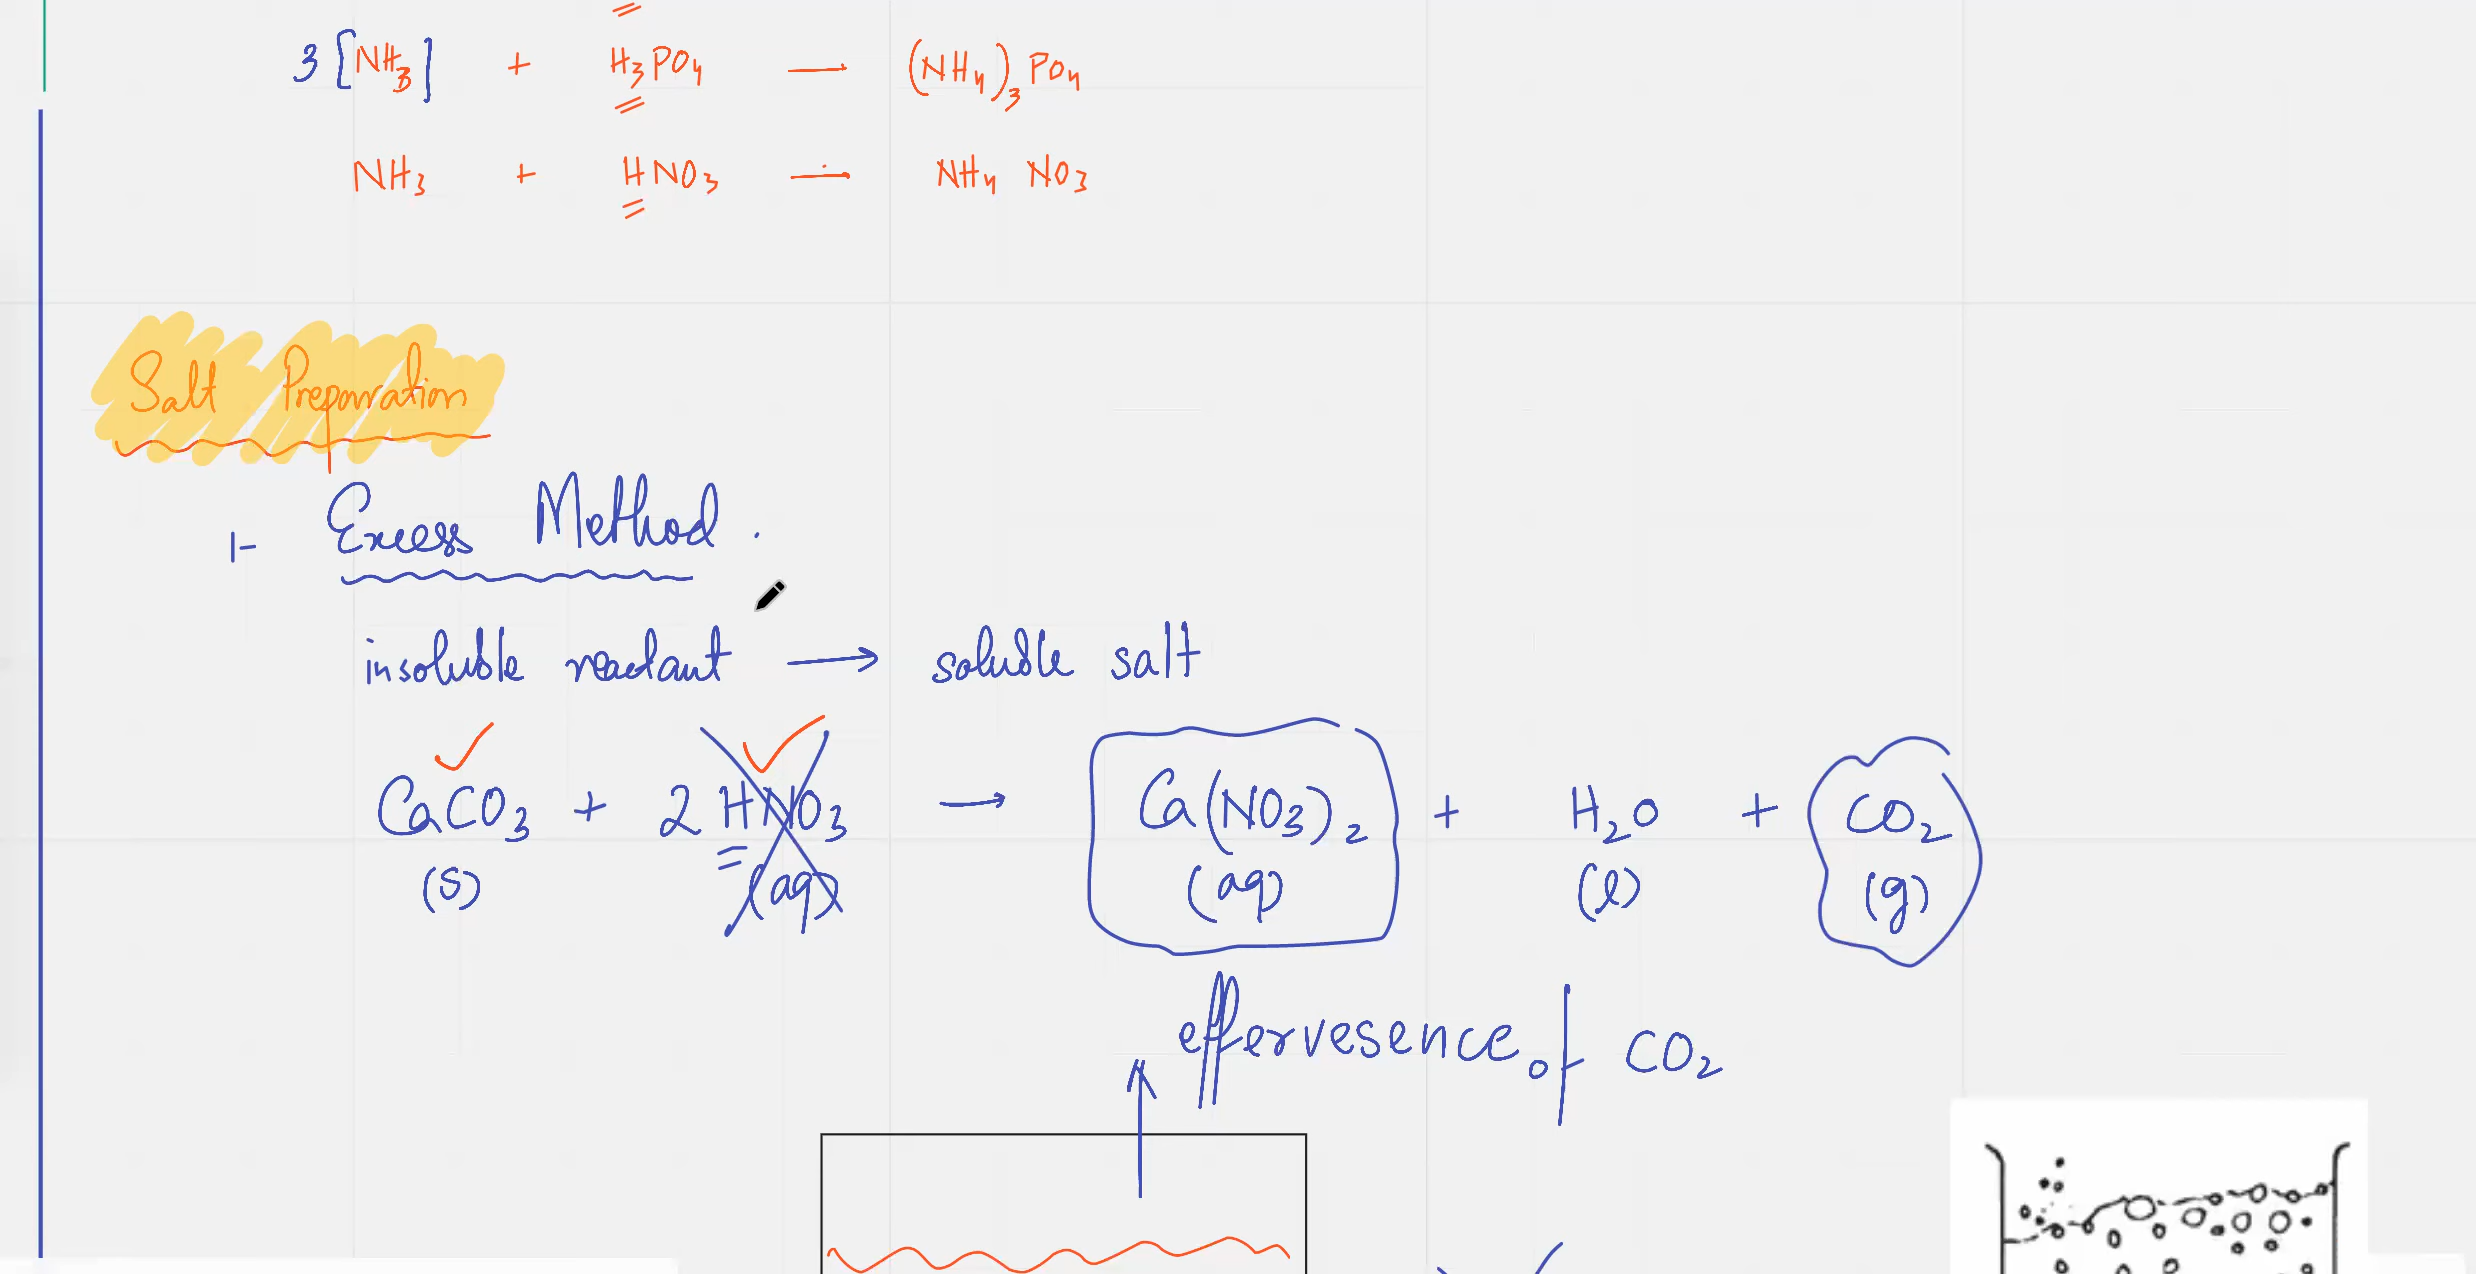 3[NH₃] + H₃PO₄ — (NH₄)₃PO₄
NH₃ + HNO₃ — NH₄NO₃
Salt Preparation
1- Excess Method.
insoluble reactant → soluble salt
CaCO₃ + 2HNO₃ → Ca(NO₃)₂ + H₂O + CO₂
(s) (aq) (aq) (l) (g)
effervesence of CO₂